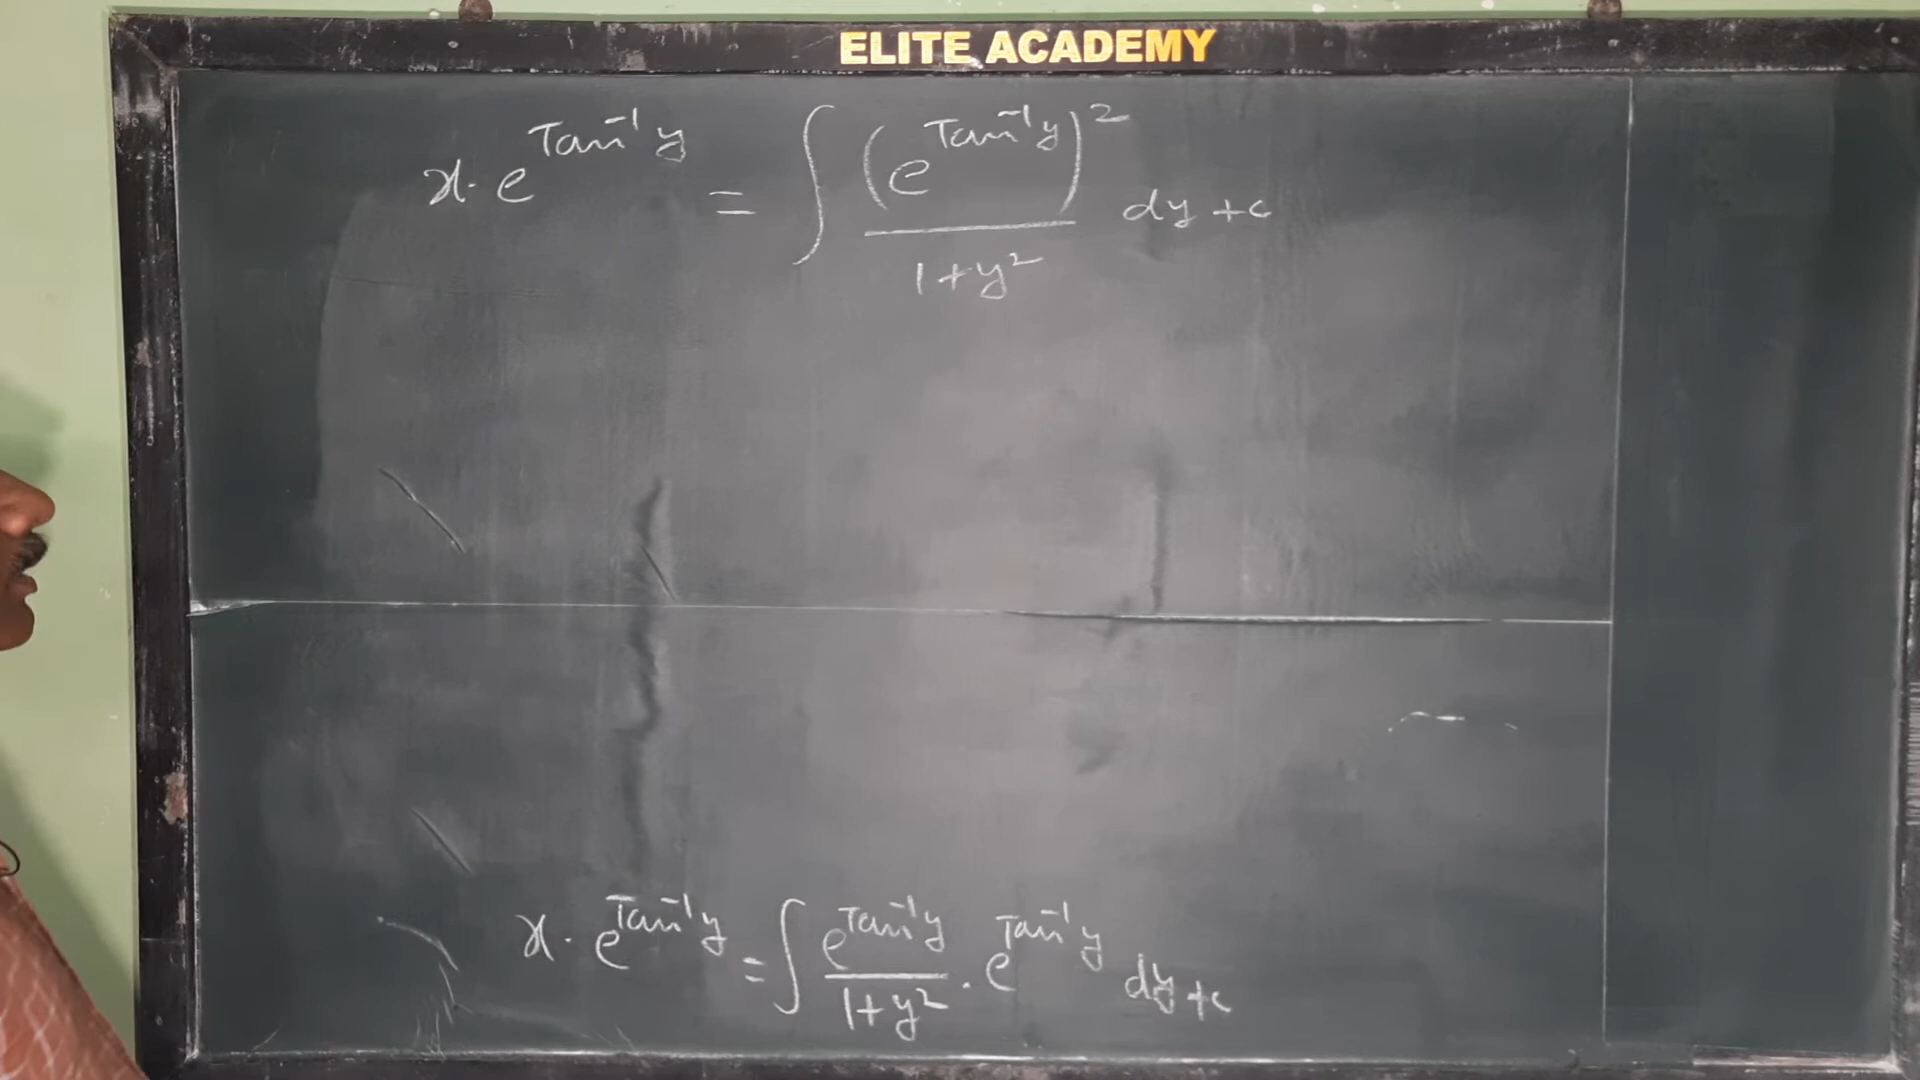 ELITE ACADEMY
x· e^{Tan⁻¹y} = ∫ (e^{Tan⁻¹y})² / 1+y² dy + c
x· e^{Tan⁻¹y} = ∫ e^{Tan⁻¹y} / 1+y² · e^{Tan⁻¹y} dy + c